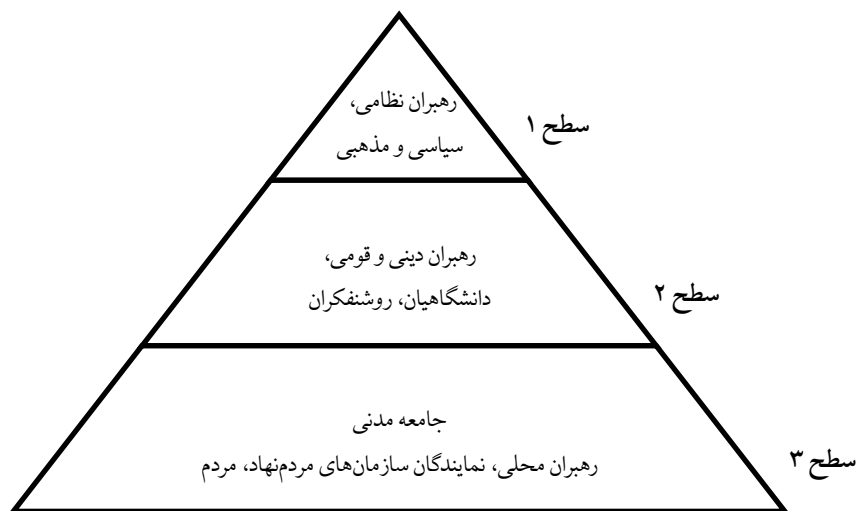 رهبران نظامی،
سیاسی و مذهبی
سطح ۱
رهبران دینی و قومی،
دانشگاهیان، روشنفکران
سطح ۲
جامعه مدنی
رهبران محلی، نمایندگان سازمان‌های مردم‌نهاد، مردم
سطح ۳